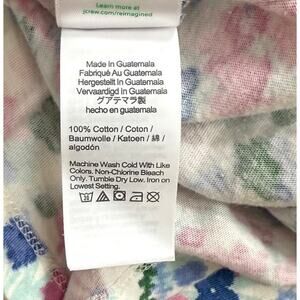 Learn more at
jcrew.com/reimagined
Made In Guatemala
Fabriqué Au Guatemala
Hergestellt In Guatemala
Vervaardigd in Guatemala
グアテマラ製
hecho en guatemala
100% Cotton / Coton /
Baumwolle / Katoen / 綿 /
algodón
Machine Wash Cold With Like
Colors. Non-Chlorine Bleach
Only. Tumble Dry Low. Iron on
Lowest Setting.